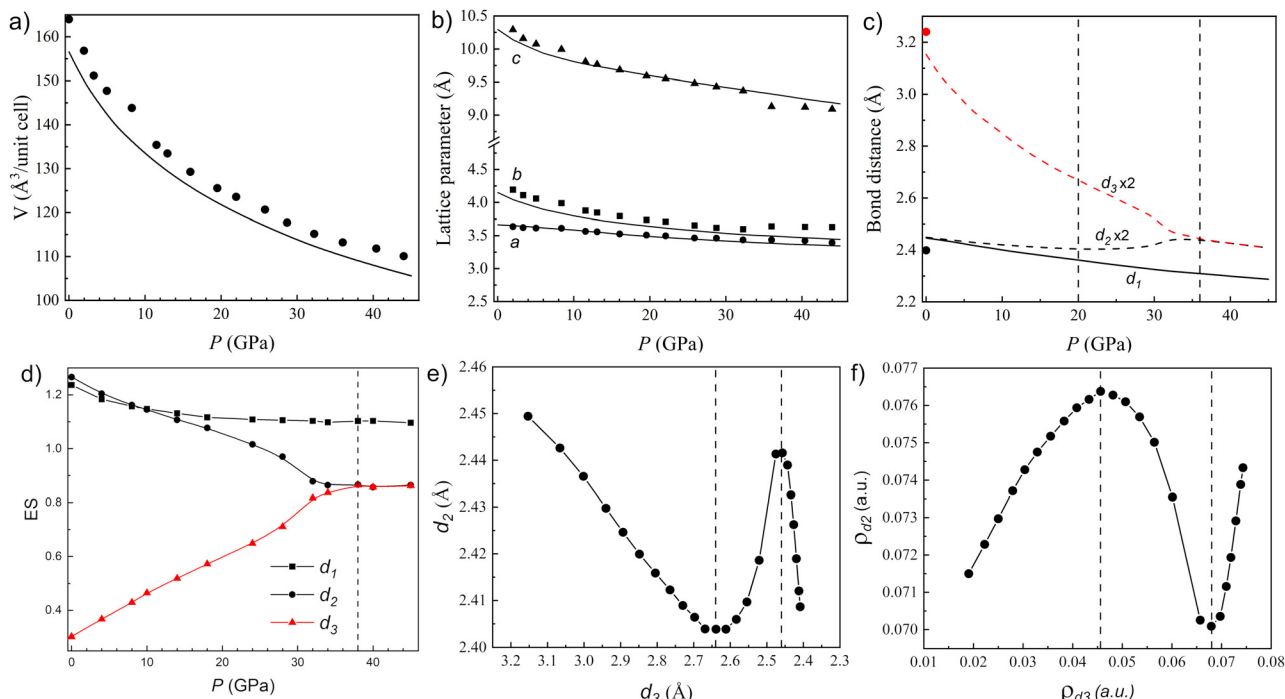 a)
V (Å³/unit cell)
160
150
140
130
120
110
100
0
10
20
30
40
P (GPa)
b)
Lattice parameter (Å)
10.5
10.0
9.5
9.0
4.5
4.0
3.5
3.0
2.5
c
b
a
0
10
20
30
40
P (GPa)
c)
Bond distance (Å)
3.2
3.0
2.8
2.6
2.4
2.2
d₃x2
d₂x2
d₁
0
10
20
30
40
P (GPa)
d)
ES
1.2
1.0
0.8
0.6
0.4
d₁
d₂
d₃
0
10
20
30
40
P (GPa)
e)
d₂ (Å)
2.46
2.45
2.44
2.43
2.42
2.41
2.40
3.2
3.1
3.0
2.9
2.8
2.7
2.6
2.5
2.4
2.3
d₃ (Å)
f)
ρd2 (a.u.)
0.077
0.076
0.075
0.074
0.073
0.072
0.071
0.070
0.01
0.02
0.03
0.04
0.05
0.06
0.07
0.08
ρd3 (a.u.)